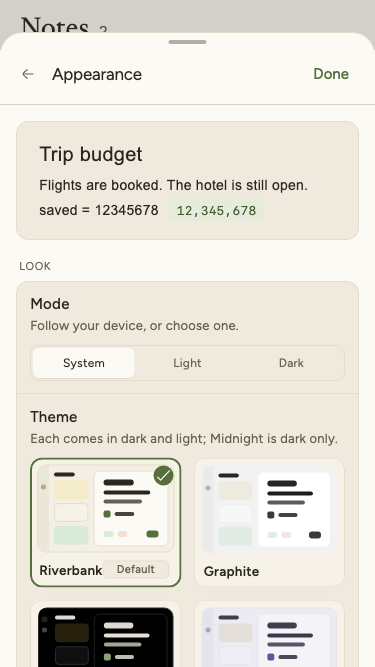 Notes 2
Appearance
Done
Trip budget
Flights are booked. The hotel is still open.
saved = 12345678 12,345,678
LOOK
Mode
Follow your device, or choose one.
System Light Dark
Theme
Each comes in dark and light; Midnight is dark only.
Riverbank Default Graphite